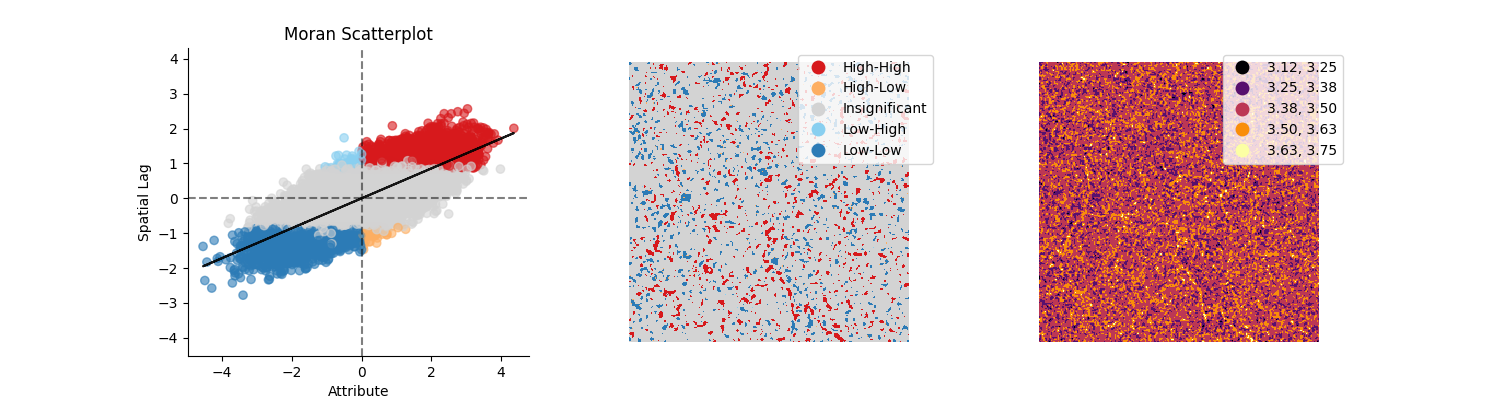 Moran Scatterplot
4
3
2
1
0
−1
−2
−3
−4
Spatial Lag
−4
−2
0
2
4
Attribute
High-High
High-Low
Insignificant
Low-High
Low-Low
3.12, 3.25
3.25, 3.38
3.38, 3.50
3.50, 3.63
3.63, 3.75